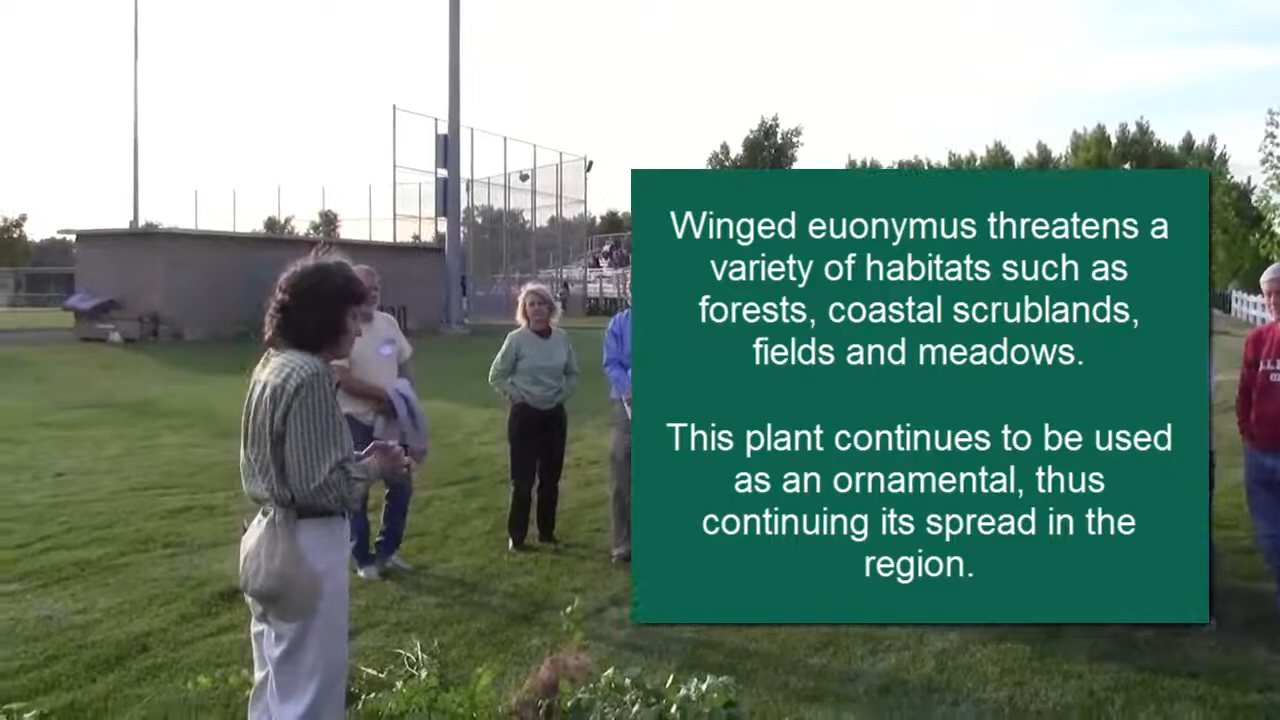 Winged euonymus threatens a
variety of habitats such as
forests, coastal scrublands,
fields and meadows.
This plant continues to be used
as an ornamental, thus
continuing its spread in the
region.